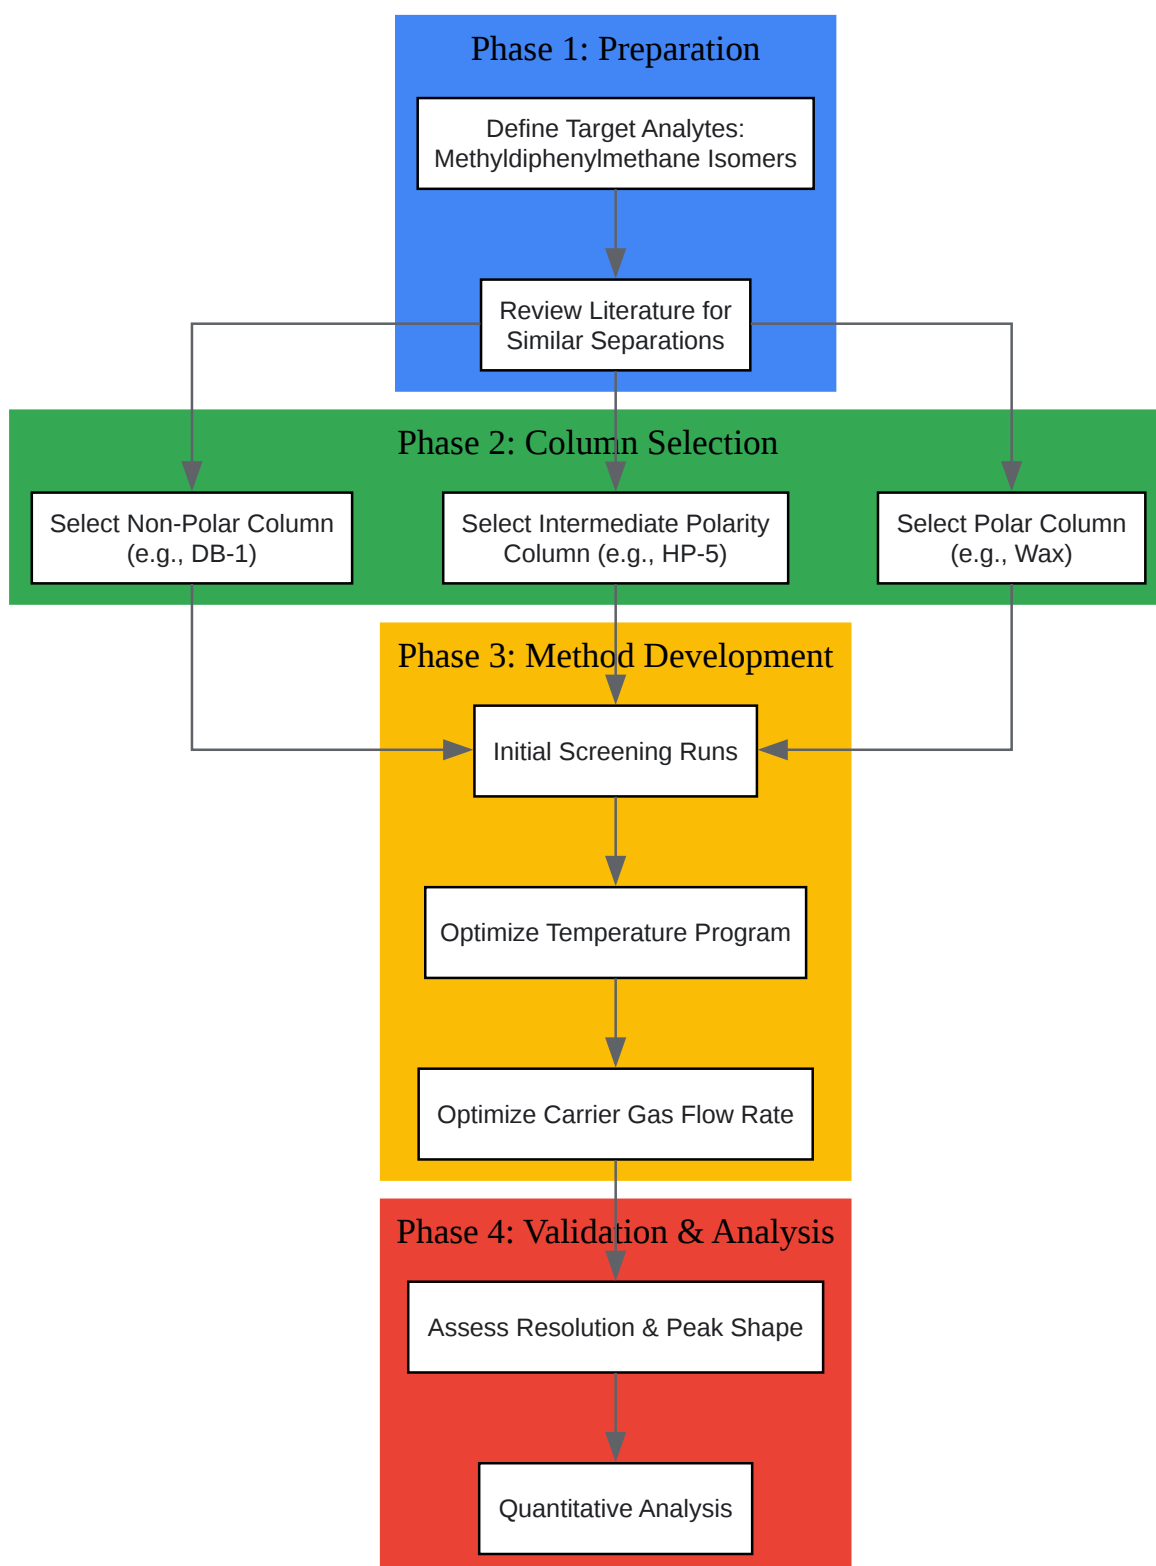 Phase 1: Preparation
Define Target Analytes:
Methyldiphenylmethane Isomers
Review Literature for
Similar Separations
Phase 2: Column Selection
Select Non-Polar Column
(e.g., DB-1)
Select Intermediate Polarity
Column (e.g., HP-5)
Select Polar Column
(e.g., Wax)
Phase 3: Method Development
Initial Screening Runs
Optimize Temperature Program
Optimize Carrier Gas Flow Rate
Phase 4: Validation & Analysis
Assess Resolution & Peak Shape
Quantitative Analysis